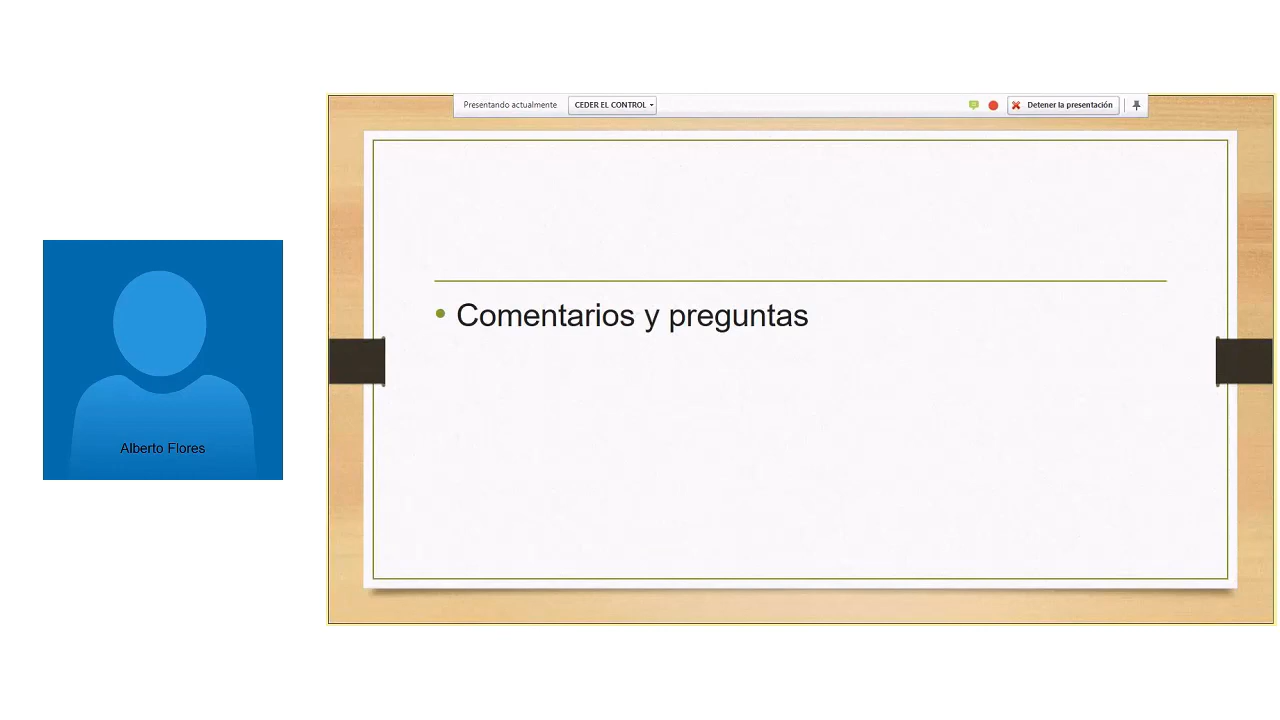 Presentando actualmente CEDER EL CONTROL Detener la presentación
• Comentarios y preguntas
Alberto Flores